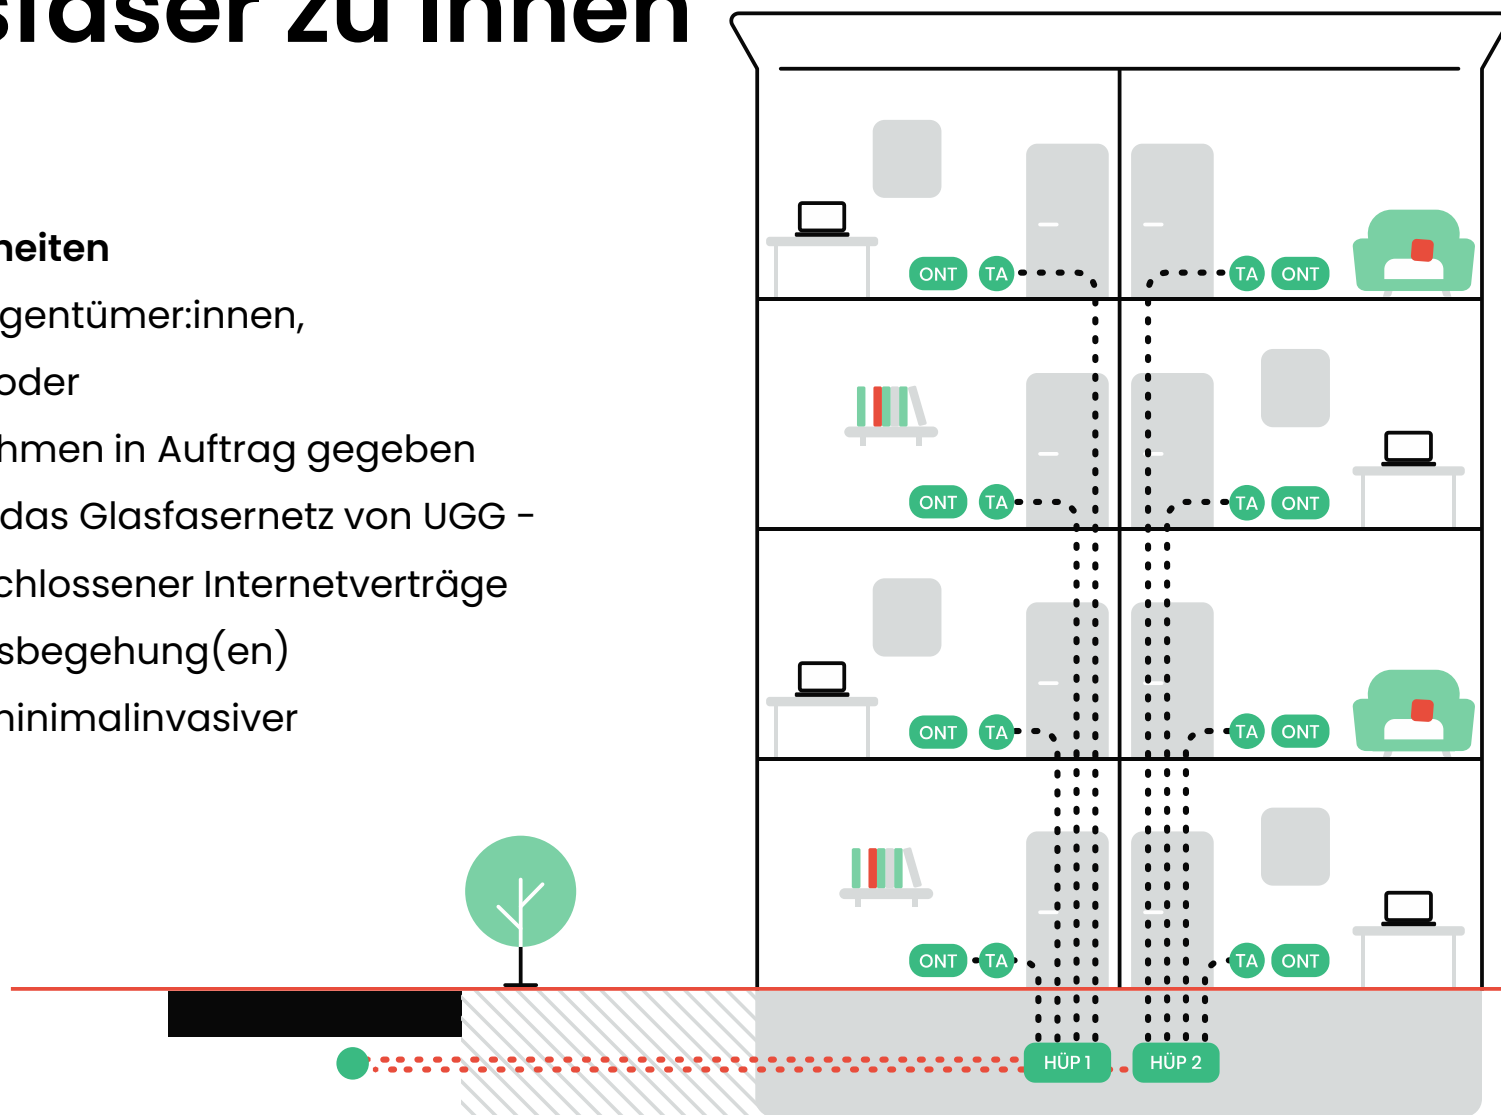 sfaser zu Ihnen
heiten
gentümer:innen,
oder
hmen in Auftrag gegeben
das Glasfasernetz von UGG -
chlossener Internetverträge
sbegehung(en)
ninimalinvasiver
ONT TA TA ONT
ONT TA TA ONT
ONT TA TA ONT
ONT TA TA ONT
HÜP 1 HÜP 2